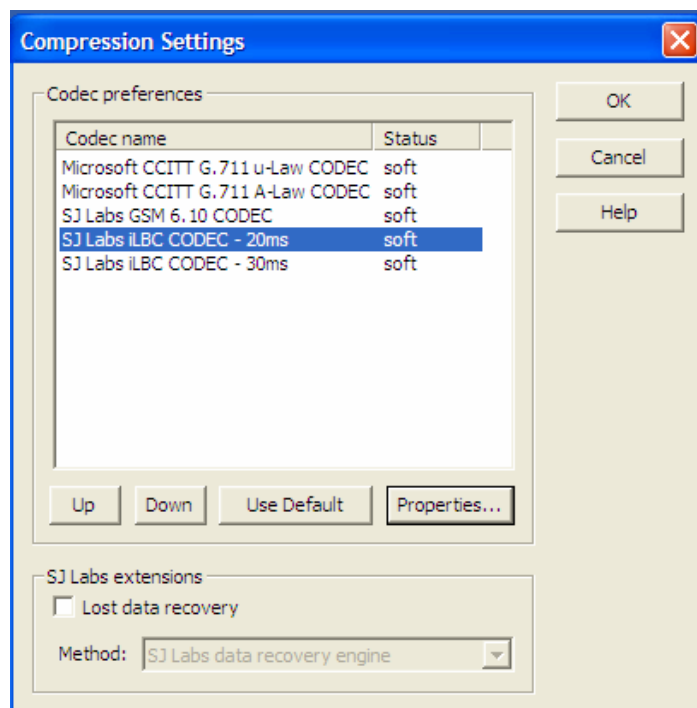 Compression Settings
Codec preferences
OK
Codec name Status
Cancel
Microsoft CCITT G.711 u-Law CODEC soft
Microsoft CCITT G.711 A-Law CODEC soft
Help
SJ Labs GSM 6.10 CODEC soft
SJ Labs iLBC CODEC - 20ms soft
SJ Labs iLBC CODEC - 30ms soft
Up Down Use Default Properties...
SJ Labs extensions
Lost data recovery
Method: SJ Labs data recovery engine